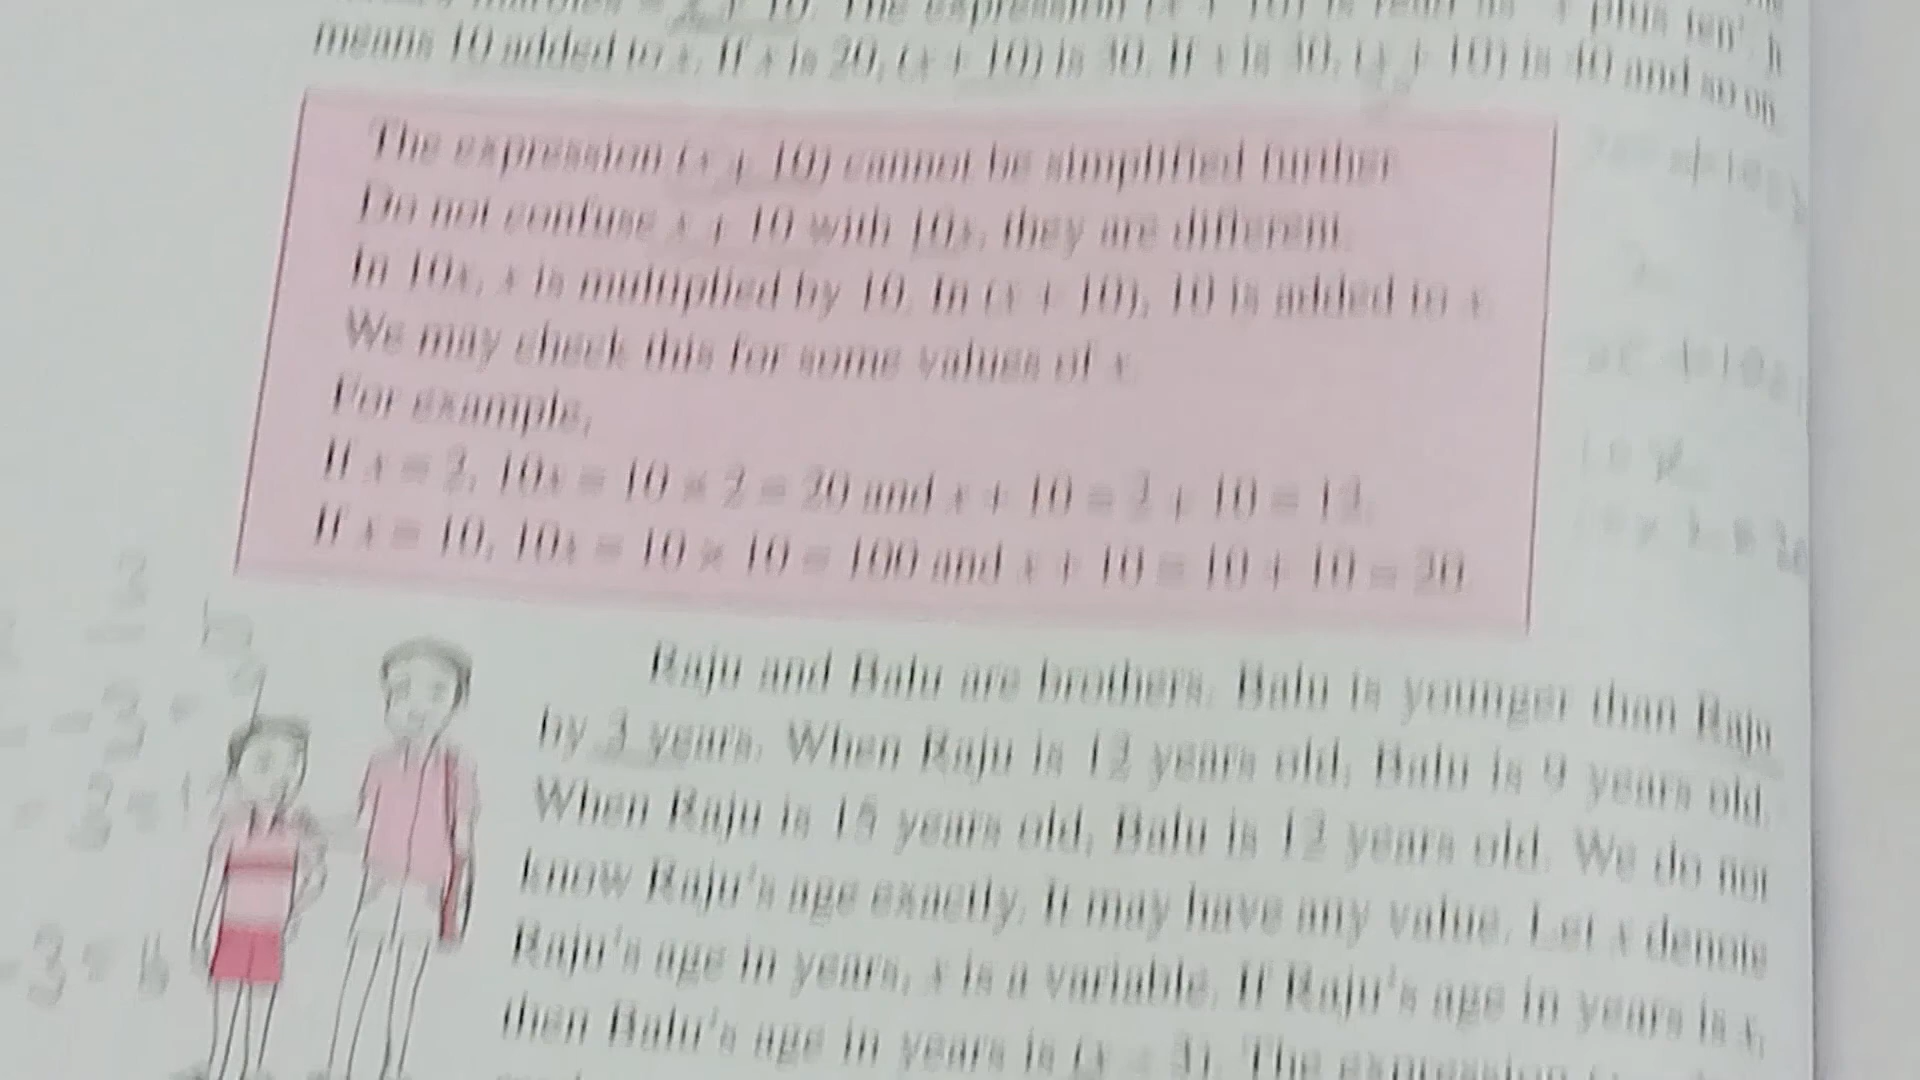 means 10 added to x. If x is 20, (x + 10) is 30. If x is 30, (x + 10) is 40 and so on
The expression (x + 10) cannot be simplified further
Do not confuse x + 10 with 10x, they are different.
In 10x, x is multiplied by 10. In (x + 10), 10 is added to x.
We may check this for some values of x.
For example,
If x = 2, 10x = 10 × 2 = 20 and x + 10 = 2 + 10 = 12.
If x = 10, 10x = 10 × 10 = 100 and x + 10 = 10 + 10 = 20.
Raju and Balu are brothers. Balu is younger than Raju
by 3 years. When Raju is 12 years old, Balu is 9 years old.
When Raju is 15 years old, Balu is 12 years old. We do not
know Raju's age exactly. It may have any value. Let x denote
Raju's age in years, x is a variable. If Raju's age in years is x,
then Balu's age in years is (x – 3). The expression